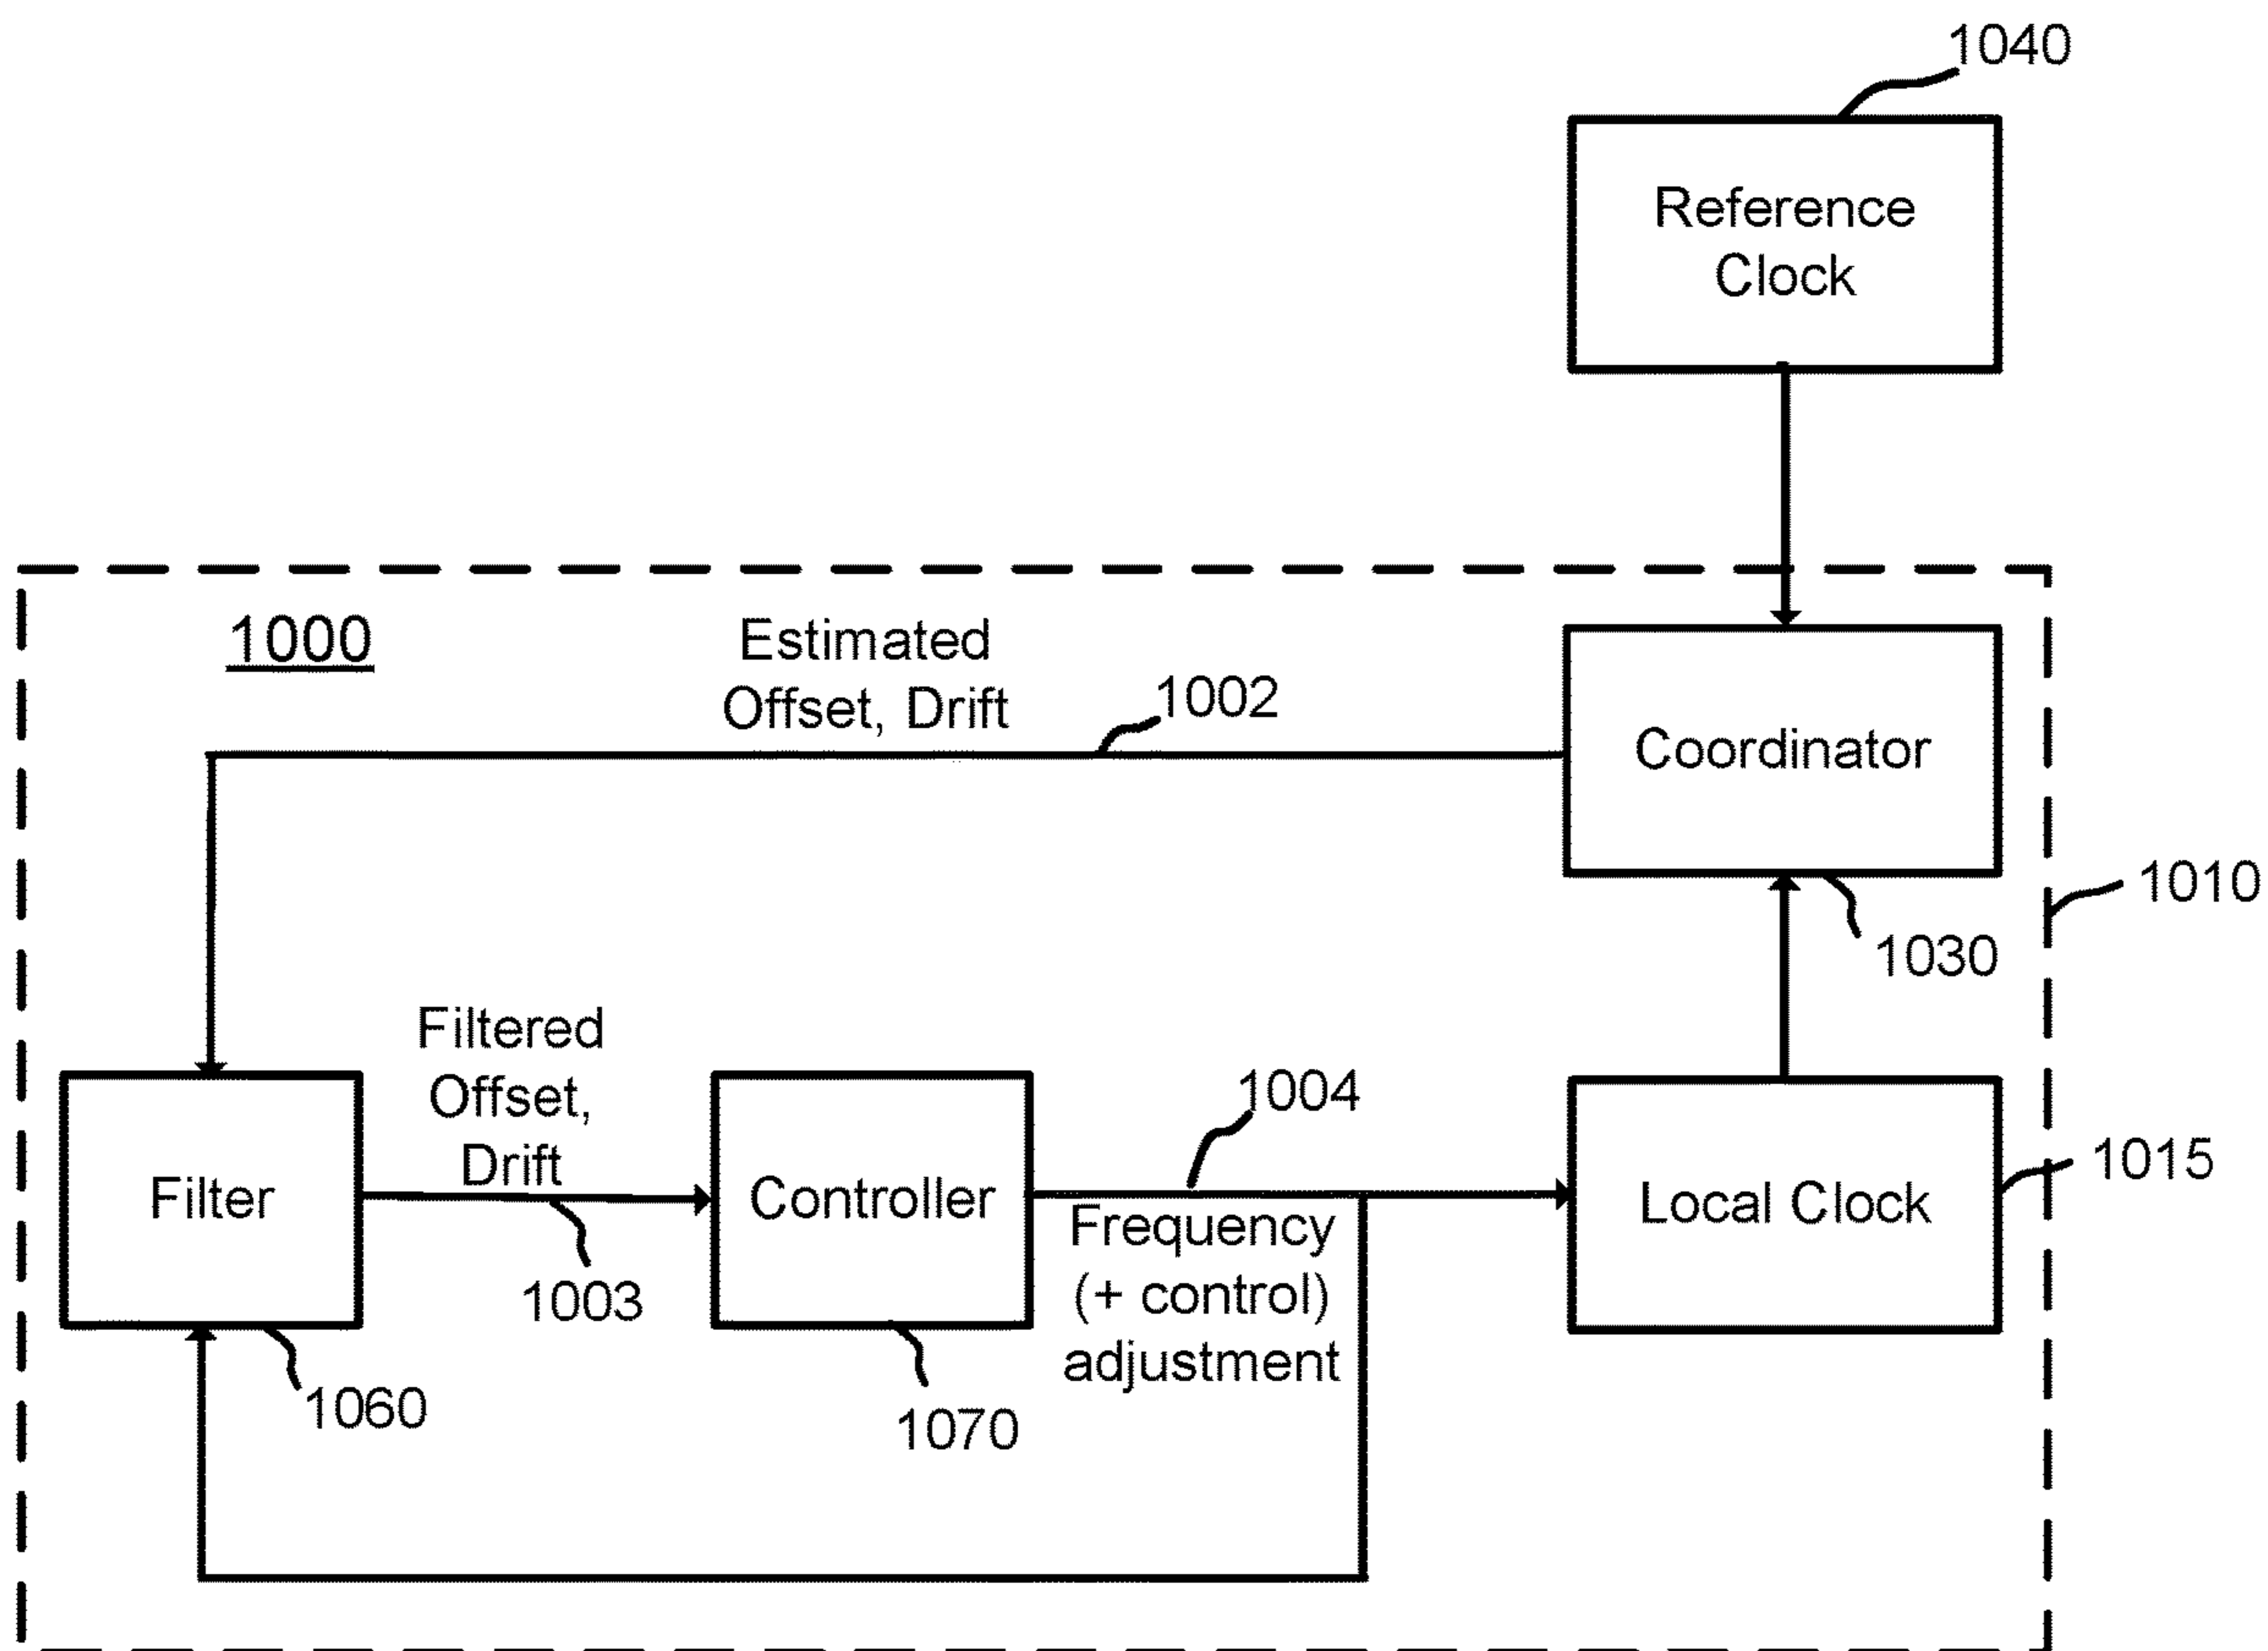 1040
Reference
Clock
1000
Estimated
Offset, Drift
1002
Coordinator
1010
1030
Filtered
Offset,
Drift
1004
Filter
Controller
Frequency
(+ control)
adjustment
Local Clock
1015
1003
1060
1070